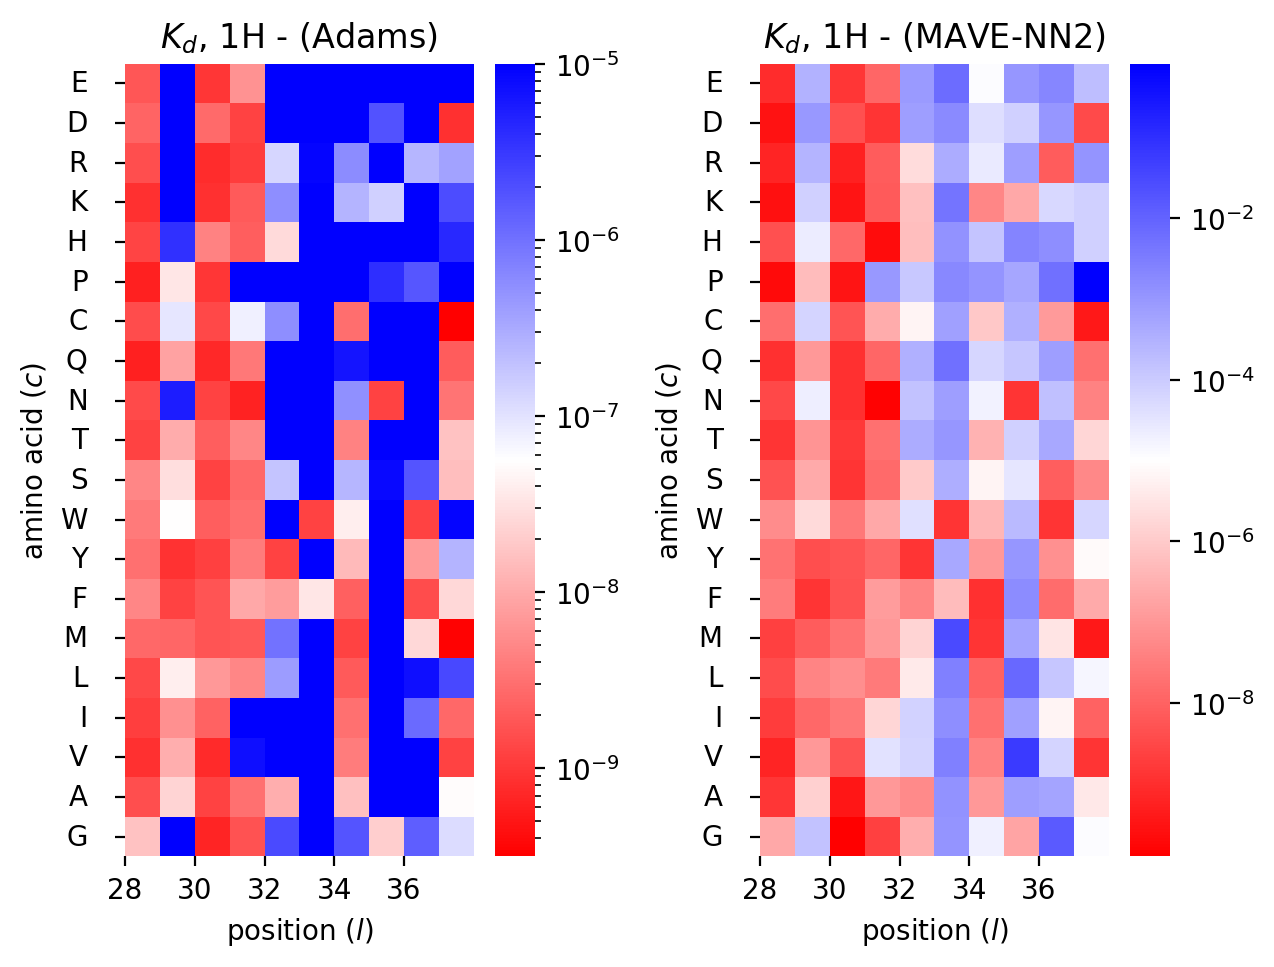 K_d, 1H - (Adams)
E
D
R
K
H
P
C
Q
N
T
S
W
Y
F
M
L
I
V
A
G
amino acid (c)
28 30 32 34 36
position (l)
10^{-5}
10^{-6}
10^{-7}
10^{-8}
10^{-9}
K_d, 1H - (MAVE-NN2)
E
D
R
K
H
P
C
Q
N
T
S
W
Y
F
M
L
I
V
A
G
amino acid (c)
28 30 32 34 36
position (l)
10^{-2}
10^{-4}
10^{-6}
10^{-8}